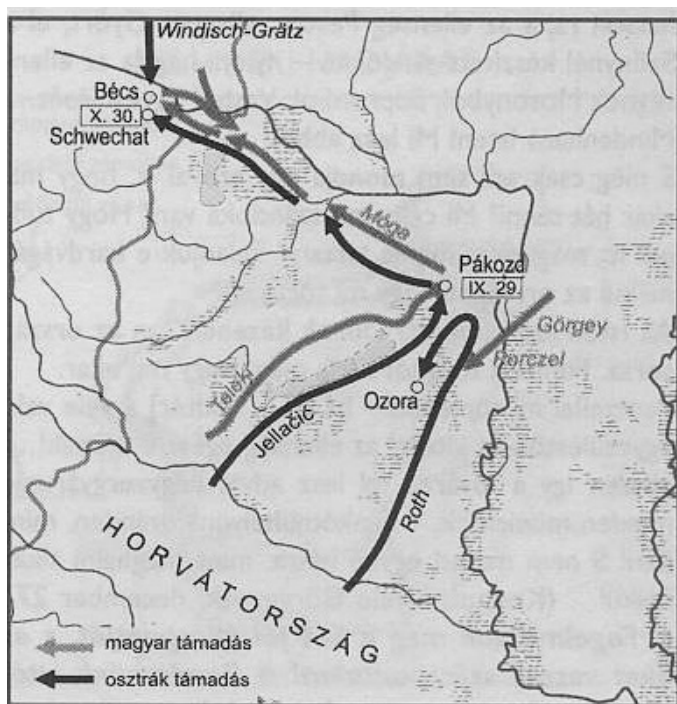 Windisch-Grätz
Bécs
X. 30.
Schwechat
Móga
Pákozd
IX. 29.
Görgey
Perczel
Ozora
Teleki
Jellačić
Roth
HORVÁTORSZÁG
magyar támadás
osztrák támadás